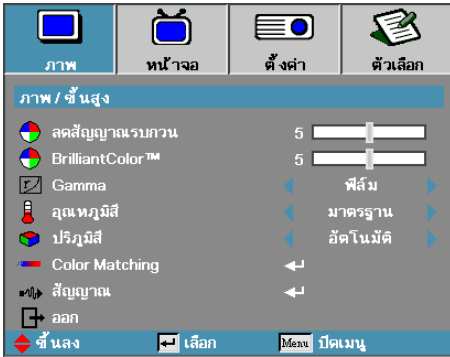 ภาพ หน้าจอ ตั้งค่า ตัวเลือก
ภาพ / ขั้นสูง
ลดสัญญาณรบกวน 5
BrilliantColor™ 5
Gamma ฟิล์ม
อุณหภูมิสี มาตรฐาน
ปริภูมิสี อัตโนมัติ
Color Matching
สัญญาณ
ออก
ขึ้นลง เลือก Menu ปิดเมนู